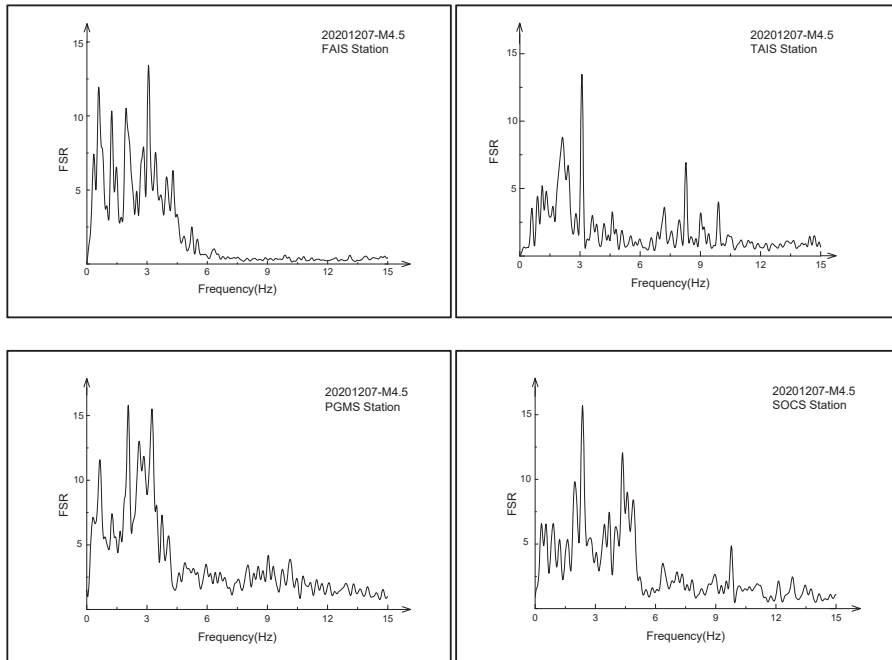 20201207-M4.5
FAIS Station
15
10
5
FSR
0 3 6 9 12 15
Frequency(Hz)
20201207-M4.5
TAIS Station
15
10
5
FSR
0
0 3 6 9 12 15
Frequency(Hz)
20201207-M4.5
PGMS Station
15
10
5
FSR
0 3 6 9 12 15
Frequency(Hz)
20201207-M4.5
SOCS Station
15
10
5
FSR
0 3 6 9 12 15
Frequency(Hz)